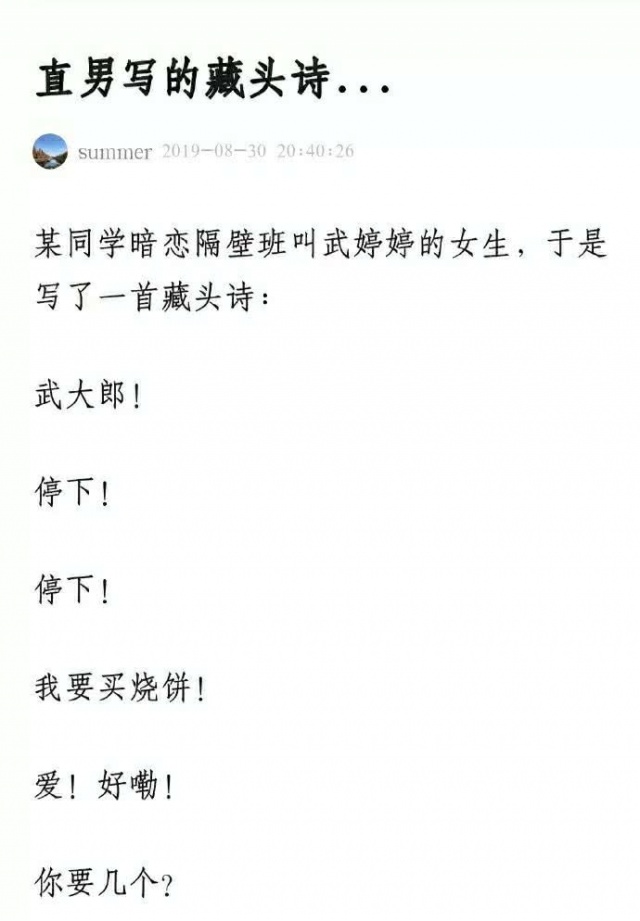 直男写的藏头诗...
summer 2019-08-30 20:40:26
某同学暗恋隔壁班叫武婷婷的女生，于是
写了一首藏头诗：
武大郎！
停下！
停下！
我要买烧饼！
爱！好嘞！
你要几个？